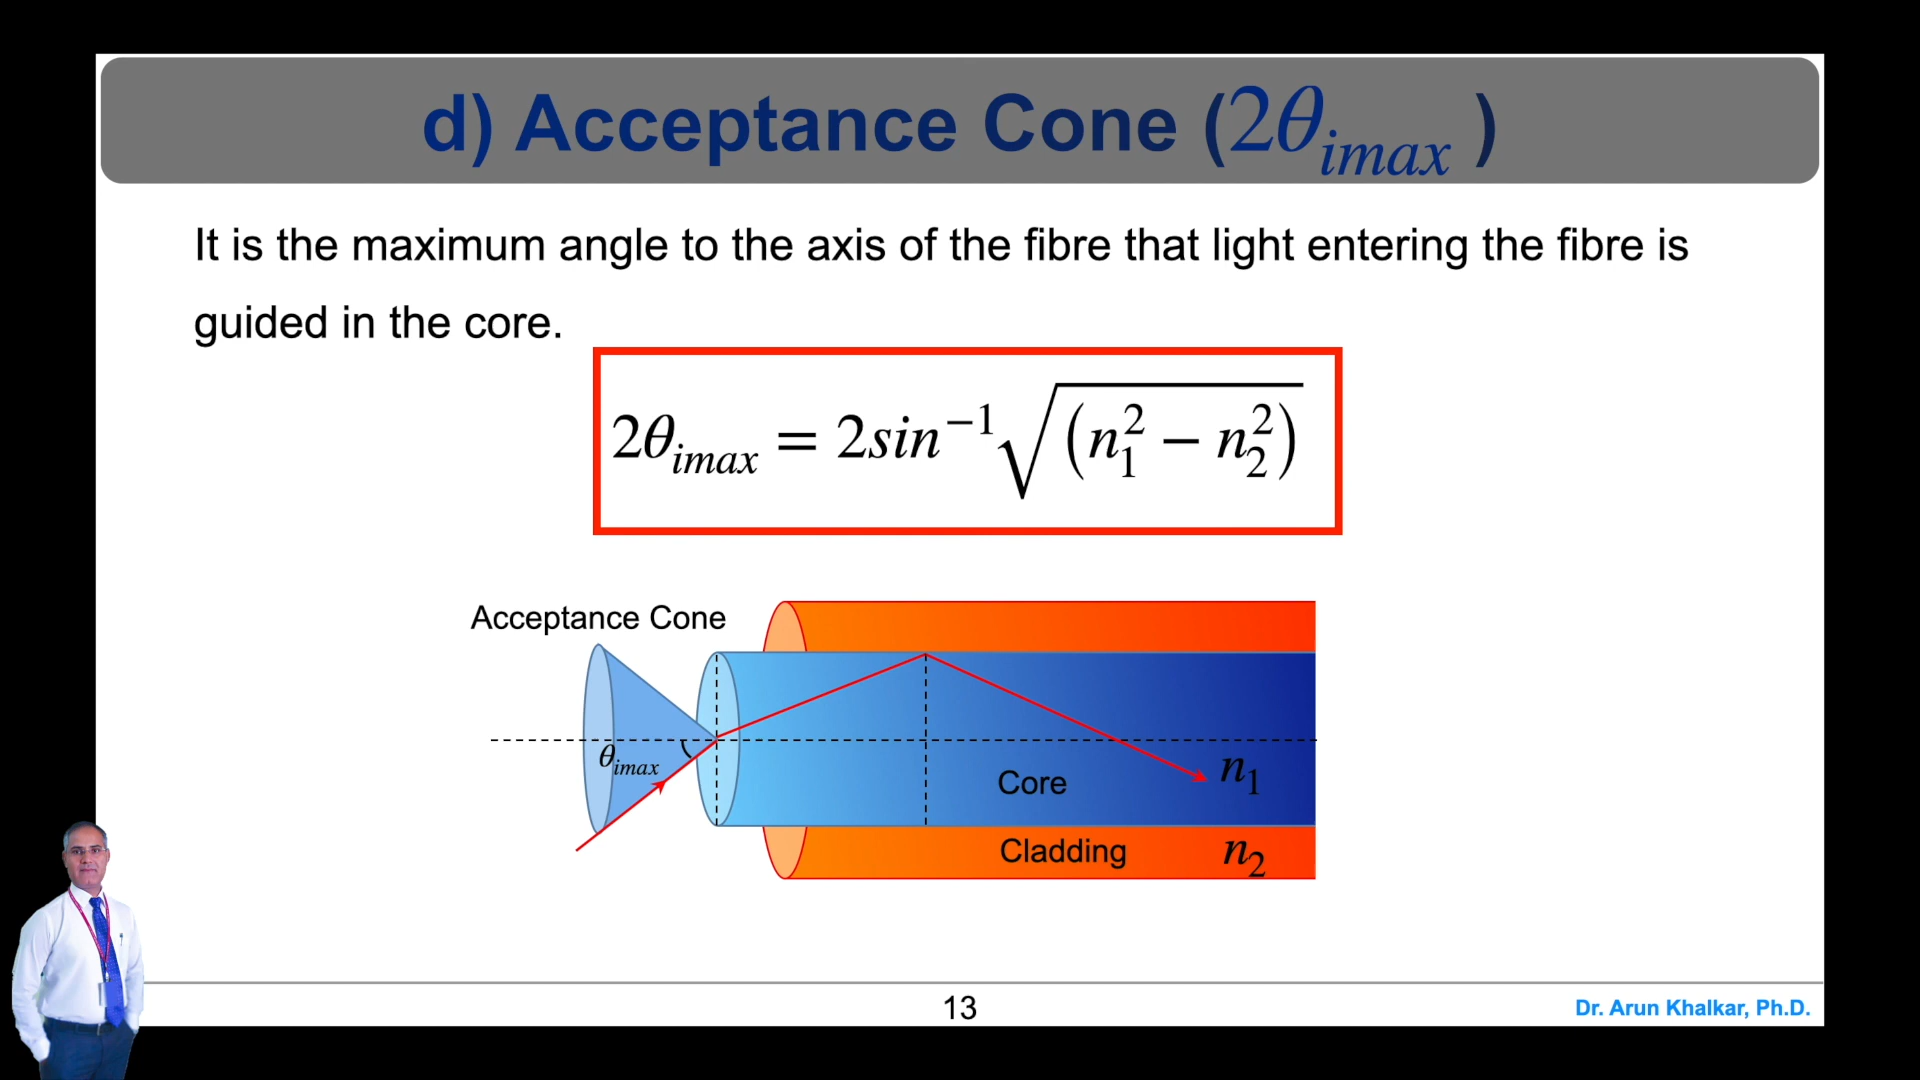 d) Acceptance Cone (2θimax )
It is the maximum angle to the axis of the fibre that light entering the fibre is
guided in the core.
2θimax = 2sin⁻¹√(n₁² − n₂²)
Acceptance Cone
θimax
n₁
Core
Cladding
n₂
13
Dr. Arun Khalkar, Ph.D.